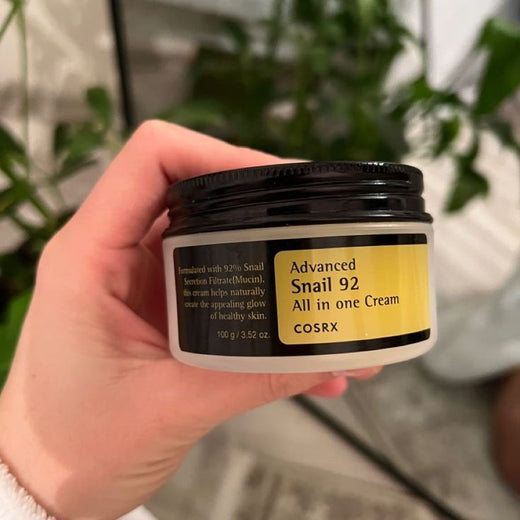 Formulated with 92% Snail
Secretion Filtrate(Mucin),
this cream helps naturally
create the appealing glow
of healthy skin.
100 g / 3.52 oz.
Advanced
Snail 92
All in one Cream
COSRX